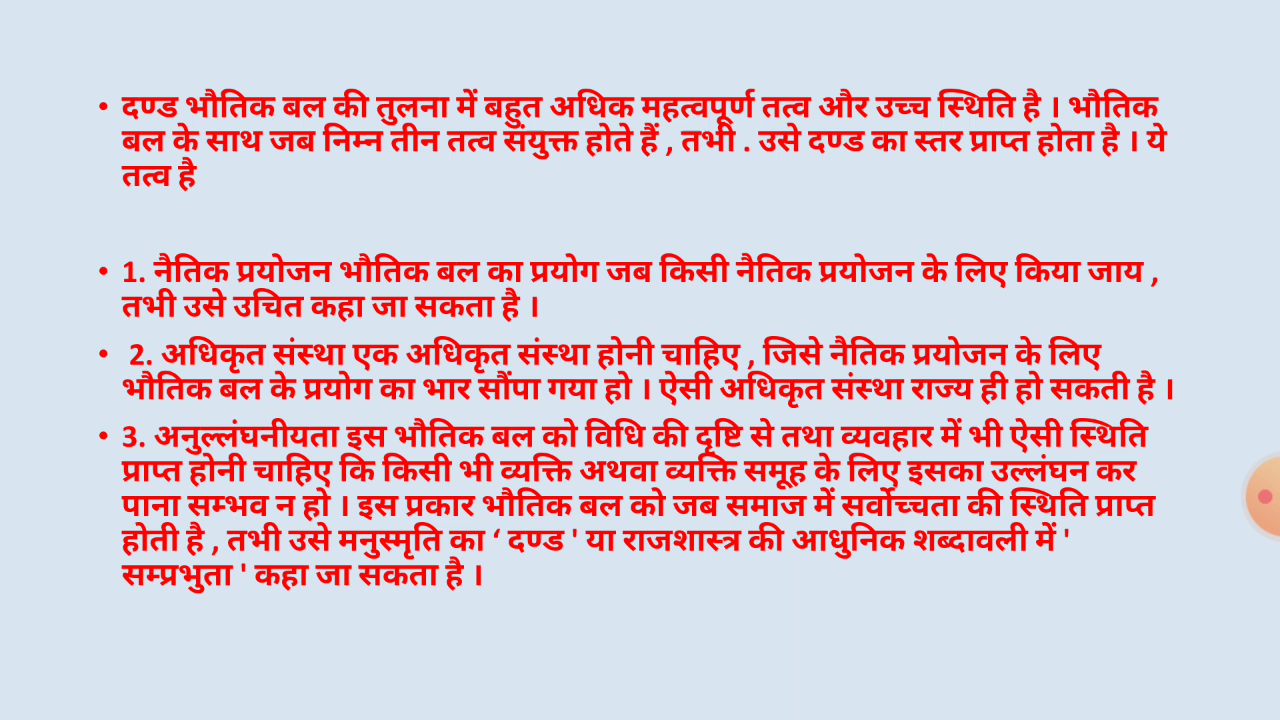 • दण्ड भौतिक बल की तुलना में बहुत अधिक महत्वपूर्ण तत्व और उच्च स्थिति है । भौतिक
बल के साथ जब निम्न तीन तत्व संयुक्त होते हैं , तभी . उसे दण्ड का स्तर प्राप्त होता है । ये
तत्व है
• 1. नैतिक प्रयोजन भौतिक बल का प्रयोग जब किसी नैतिक प्रयोजन के लिए किया जाय ,
तभी उसे उचित कहा जा सकता है ।
• 2. अधिकृत संस्था एक अधिकृत संस्था होनी चाहिए , जिसे नैतिक प्रयोजन के लिए
भौतिक बल के प्रयोग का भार सौंपा गया हो । ऐसी अधिकृत संस्था राज्य ही हो सकती है ।
• 3. अनुल्लंघनीयता इस भौतिक बल को विधि की दृष्टि से तथा व्यवहार में भी ऐसी स्थिति
प्राप्त होनी चाहिए कि किसी भी व्यक्ति अथवा व्यक्ति समूह के लिए इसका उल्लंघन कर
पाना सम्भव न हो । इस प्रकार भौतिक बल को जब समाज में सर्वोच्चता की स्थिति प्राप्त
होती है , तभी उसे मनुस्मृति का ‘ दण्ड ' या राजशास्त्र की आधुनिक शब्दावली में '
सम्प्रभुता ' कहा जा सकता है ।